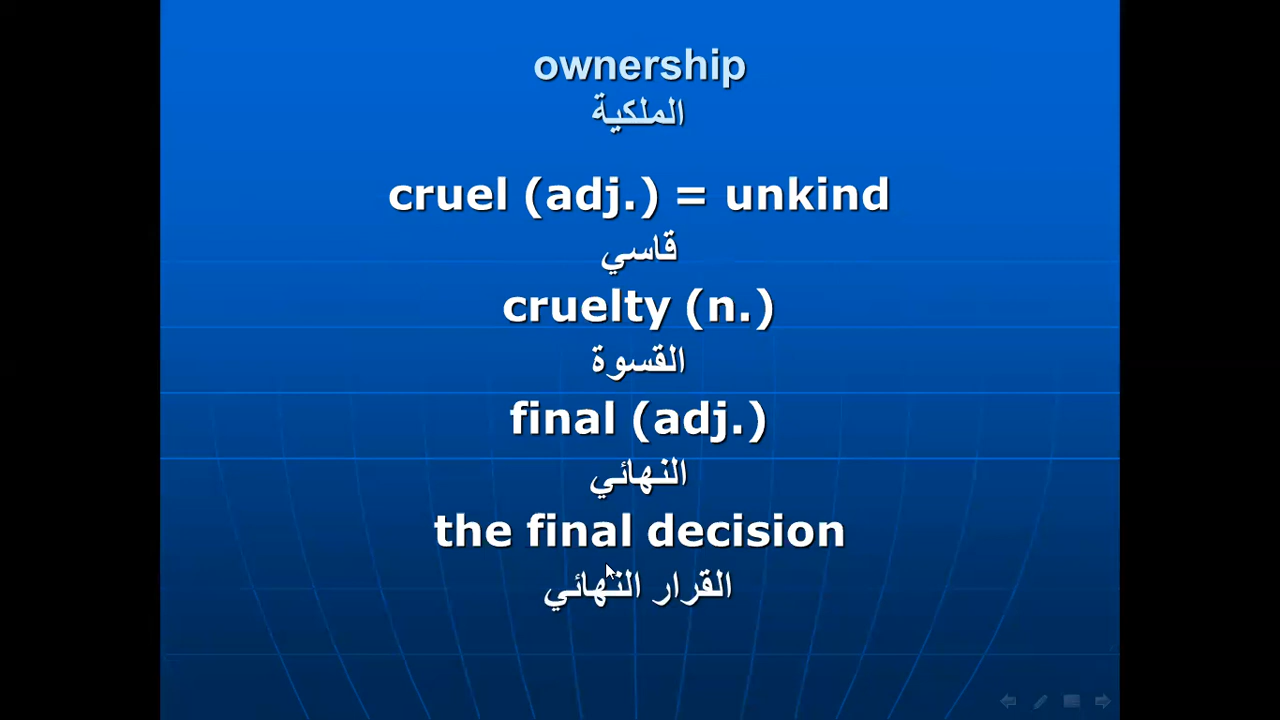 ownership
الملكية
cruel (adj.) = unkind
قاسي
cruelty (n.)
القسوة
final (adj.)
النهائي
the final decision
القرار النهائي